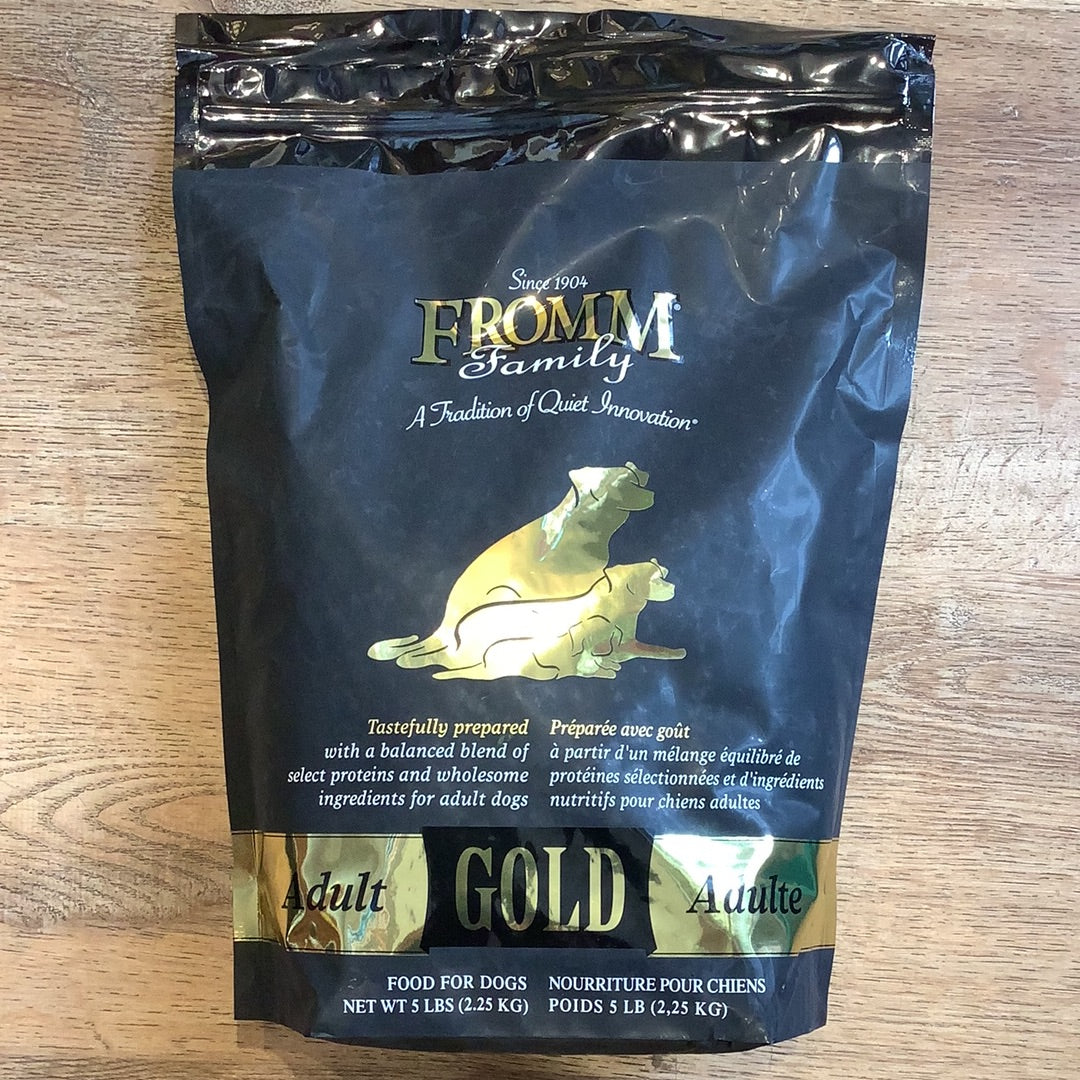 Since 1904
FROMM®
Family
A Tradition of Quiet Innovation®
Tastefully prepared
with a balanced blend of
select proteins and wholesome
ingredients for adult dogs
Préparée avec goût
à partir d'un mélange équilibré de
protéines sélectionnées et d'ingrédients
nutritifs pour chiens adultes
Adult
GOLD
Adulte
FOOD FOR DOGS
NET WT 5 LBS (2.25 KG)
NOURRITURE POUR CHIENS
POIDS 5 LB (2,25 KG)